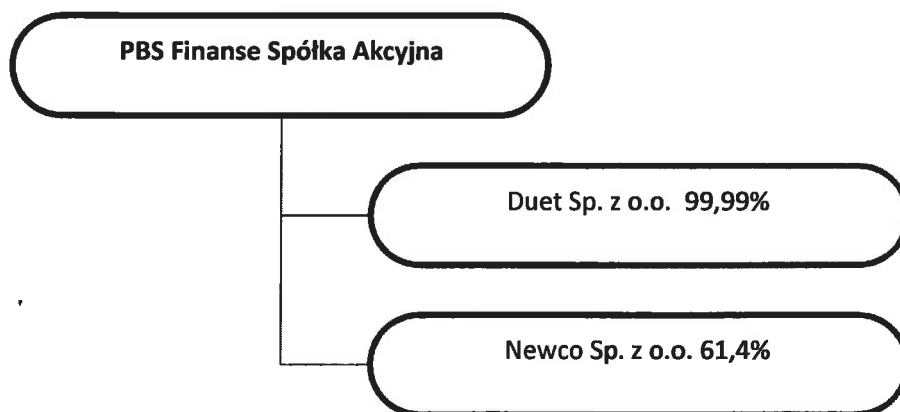 PBS Finanse Spółka Akcyjna
Duet Sp. z o.o. 99,99%
Newco Sp. z o.o. 61,4%